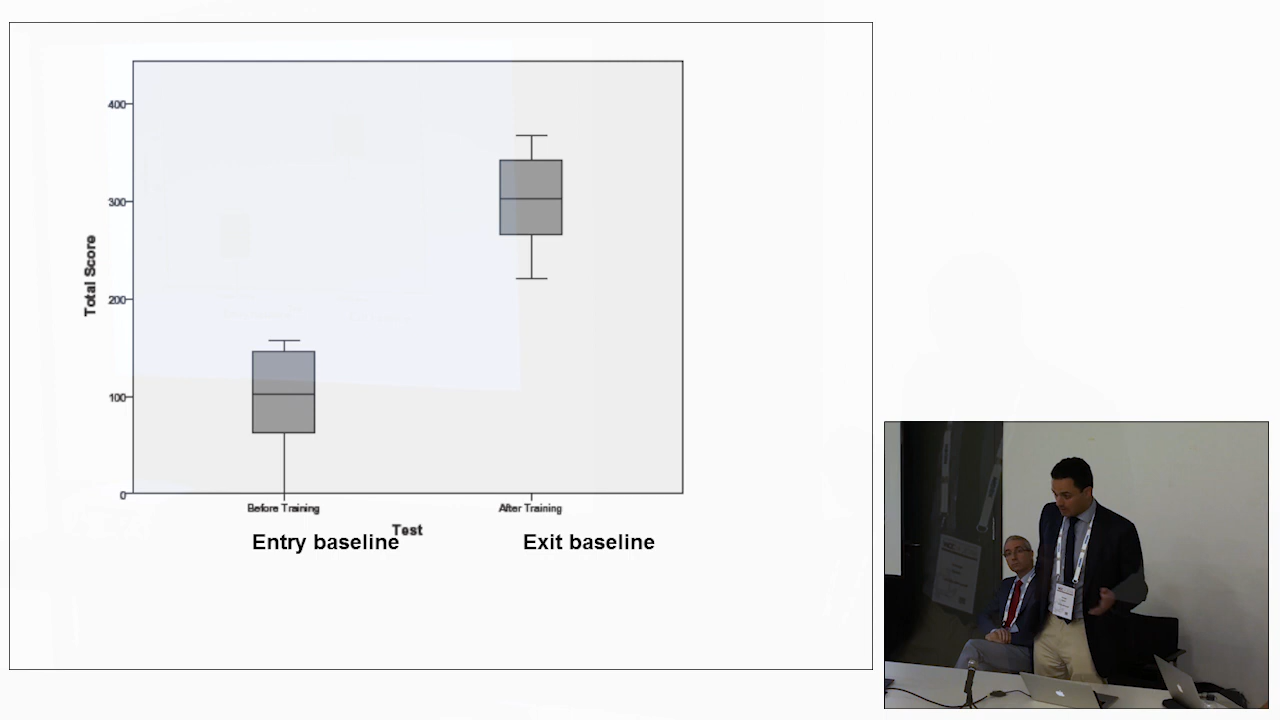 400
300
200
100
0
Total Score
Before Training
After Training
Test
Entry baseline
Exit baseline